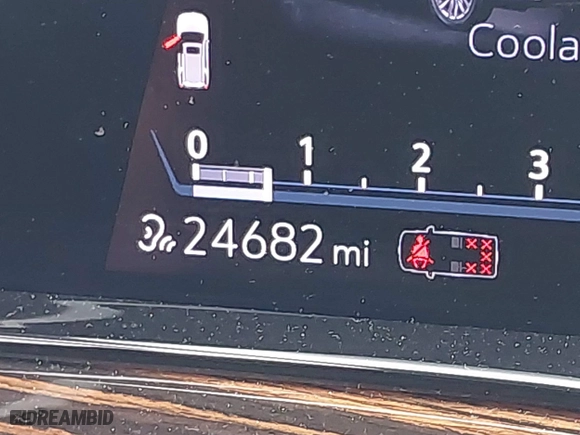 Coola
0 1 2 3
24682 mi
DREAMBID